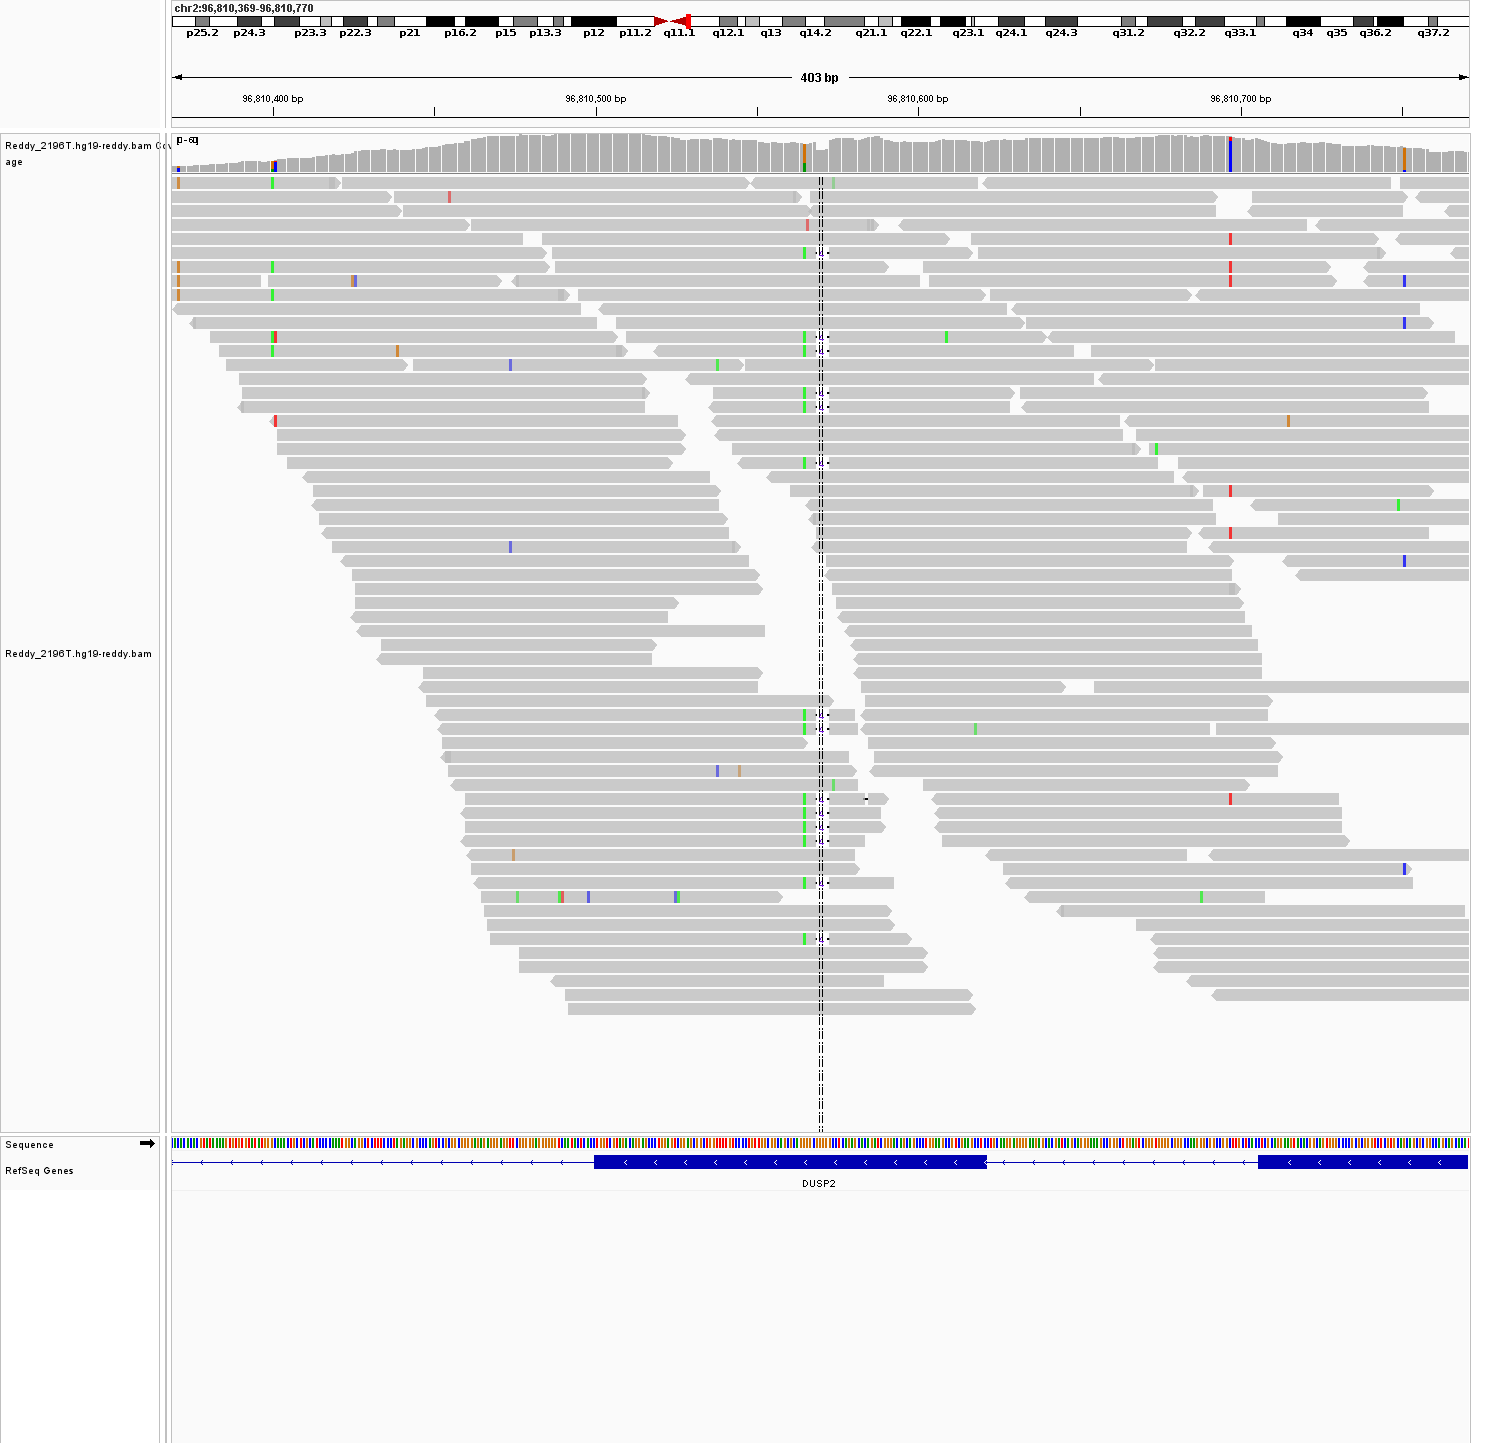 chr2:96,810,369-96,810,770
p25.2 p24.3 p23.3 p22.3 p21 p16.2 p15 p13.3 p12 p11.2 q11.1 q12.1 q13 q14.2 q21.1 q22.1 q23.1 q24.1 q24.3 q31.2 q32.2 q33.1 q34 q35 q36.2 q37.2
403 bp
96,810,400 bp 96,810,500 bp 96,810,600 bp 96,810,700 bp
Reddy_2196T.hg19-reddy.bam Cov
age
[0-60]
Reddy_2196T.hg19-reddy.bam
Sequence
RefSeq Genes
DUSP2